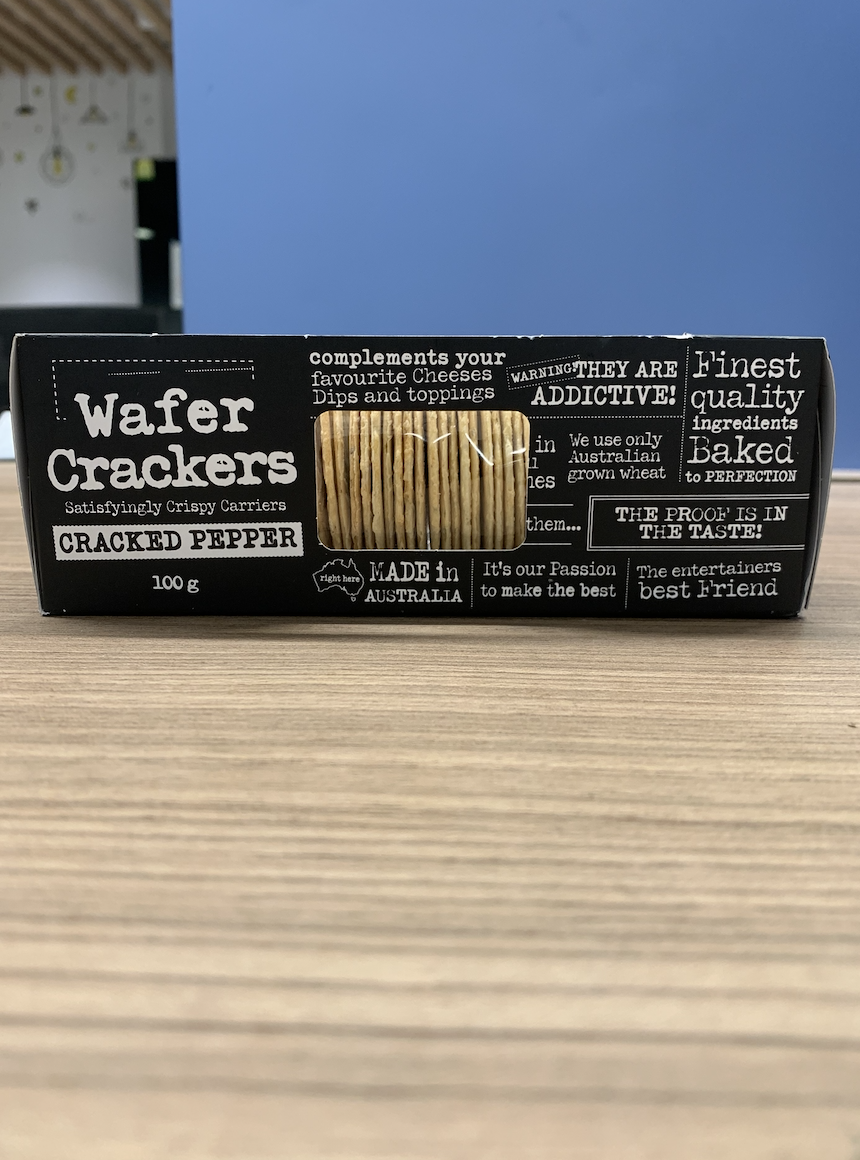 Wafer
Crackers
Satisfyingly Crispy Carriers
CRACKED PEPPER
100 g
complements your
favourite Cheeses
Dips and toppings
WARNING: THEY ARE
ADDICTIVE!
Finest
quality
ingredients
Baked
to PERFECTION
in
We use only
Australian
grown wheat
them...
THE PROOF IS IN
THE TASTE!
right here
MADE in
AUSTRALIA
It's our Passion
to make the best
The entertainers
best Friend